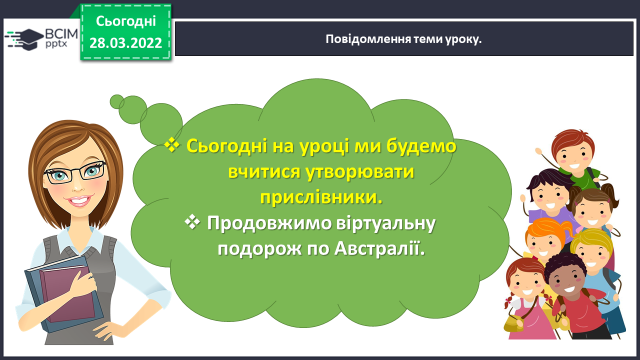 Сьогодні
28.03.2022
BCIM
pptx
Повідомлення теми уроку.
❖ Сьогодні на уроці ми будемо
вчитися утворювати
прислівники.
❖ Продовжимо віртуальну
подорож по Австралії.